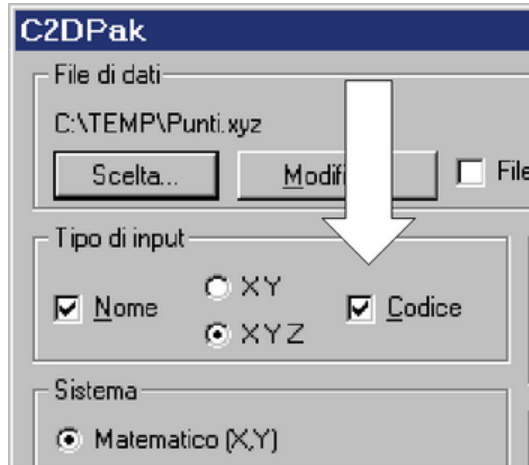 C2DPak
File di dati
C:\TEMP\Punti.xyz
Scelta... File
Tipo di input
Nome XY Codice
XYZ
Sistema
Matematico (X,Y)